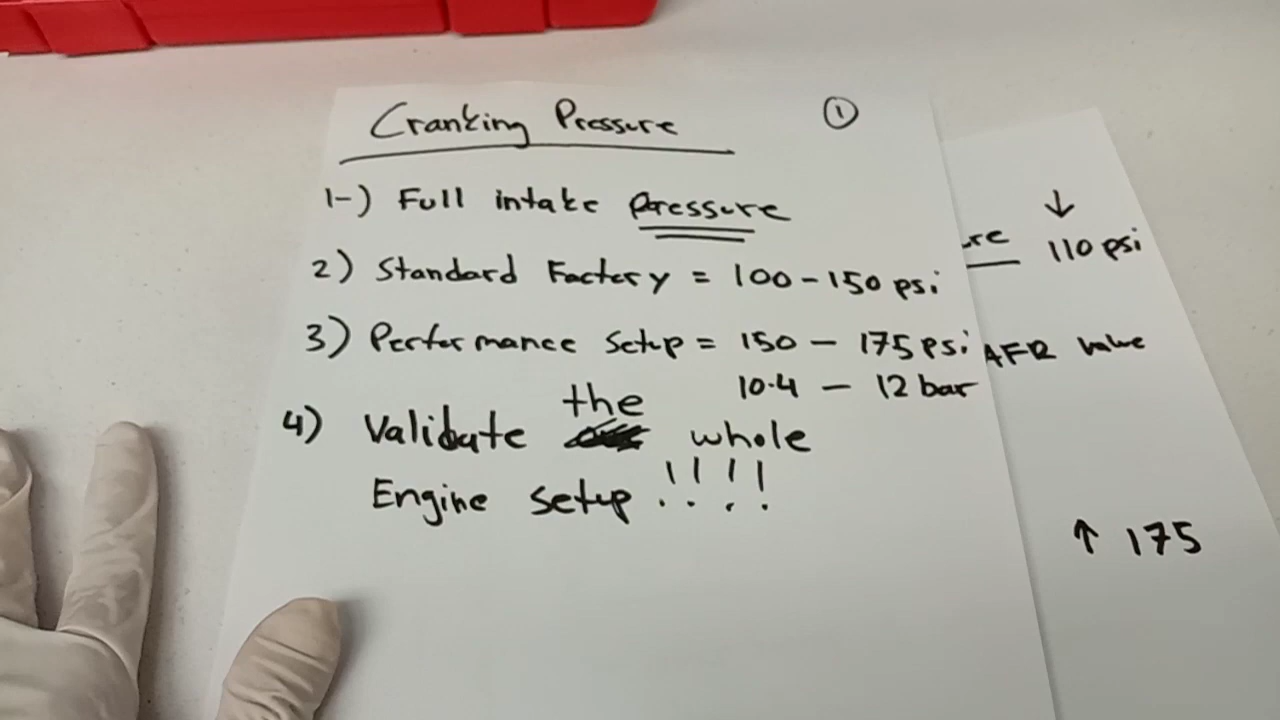 Cranking Pressure ①
1-) Full intake Pressure
2) Standard Factory = 100-150 psi
3) Performance Setup = 150 - 175 psi
10.4 - 12 bar
4) Validate the whole
Engine setup !!!!
↓
re 110 psi
AFR value
↑ 175